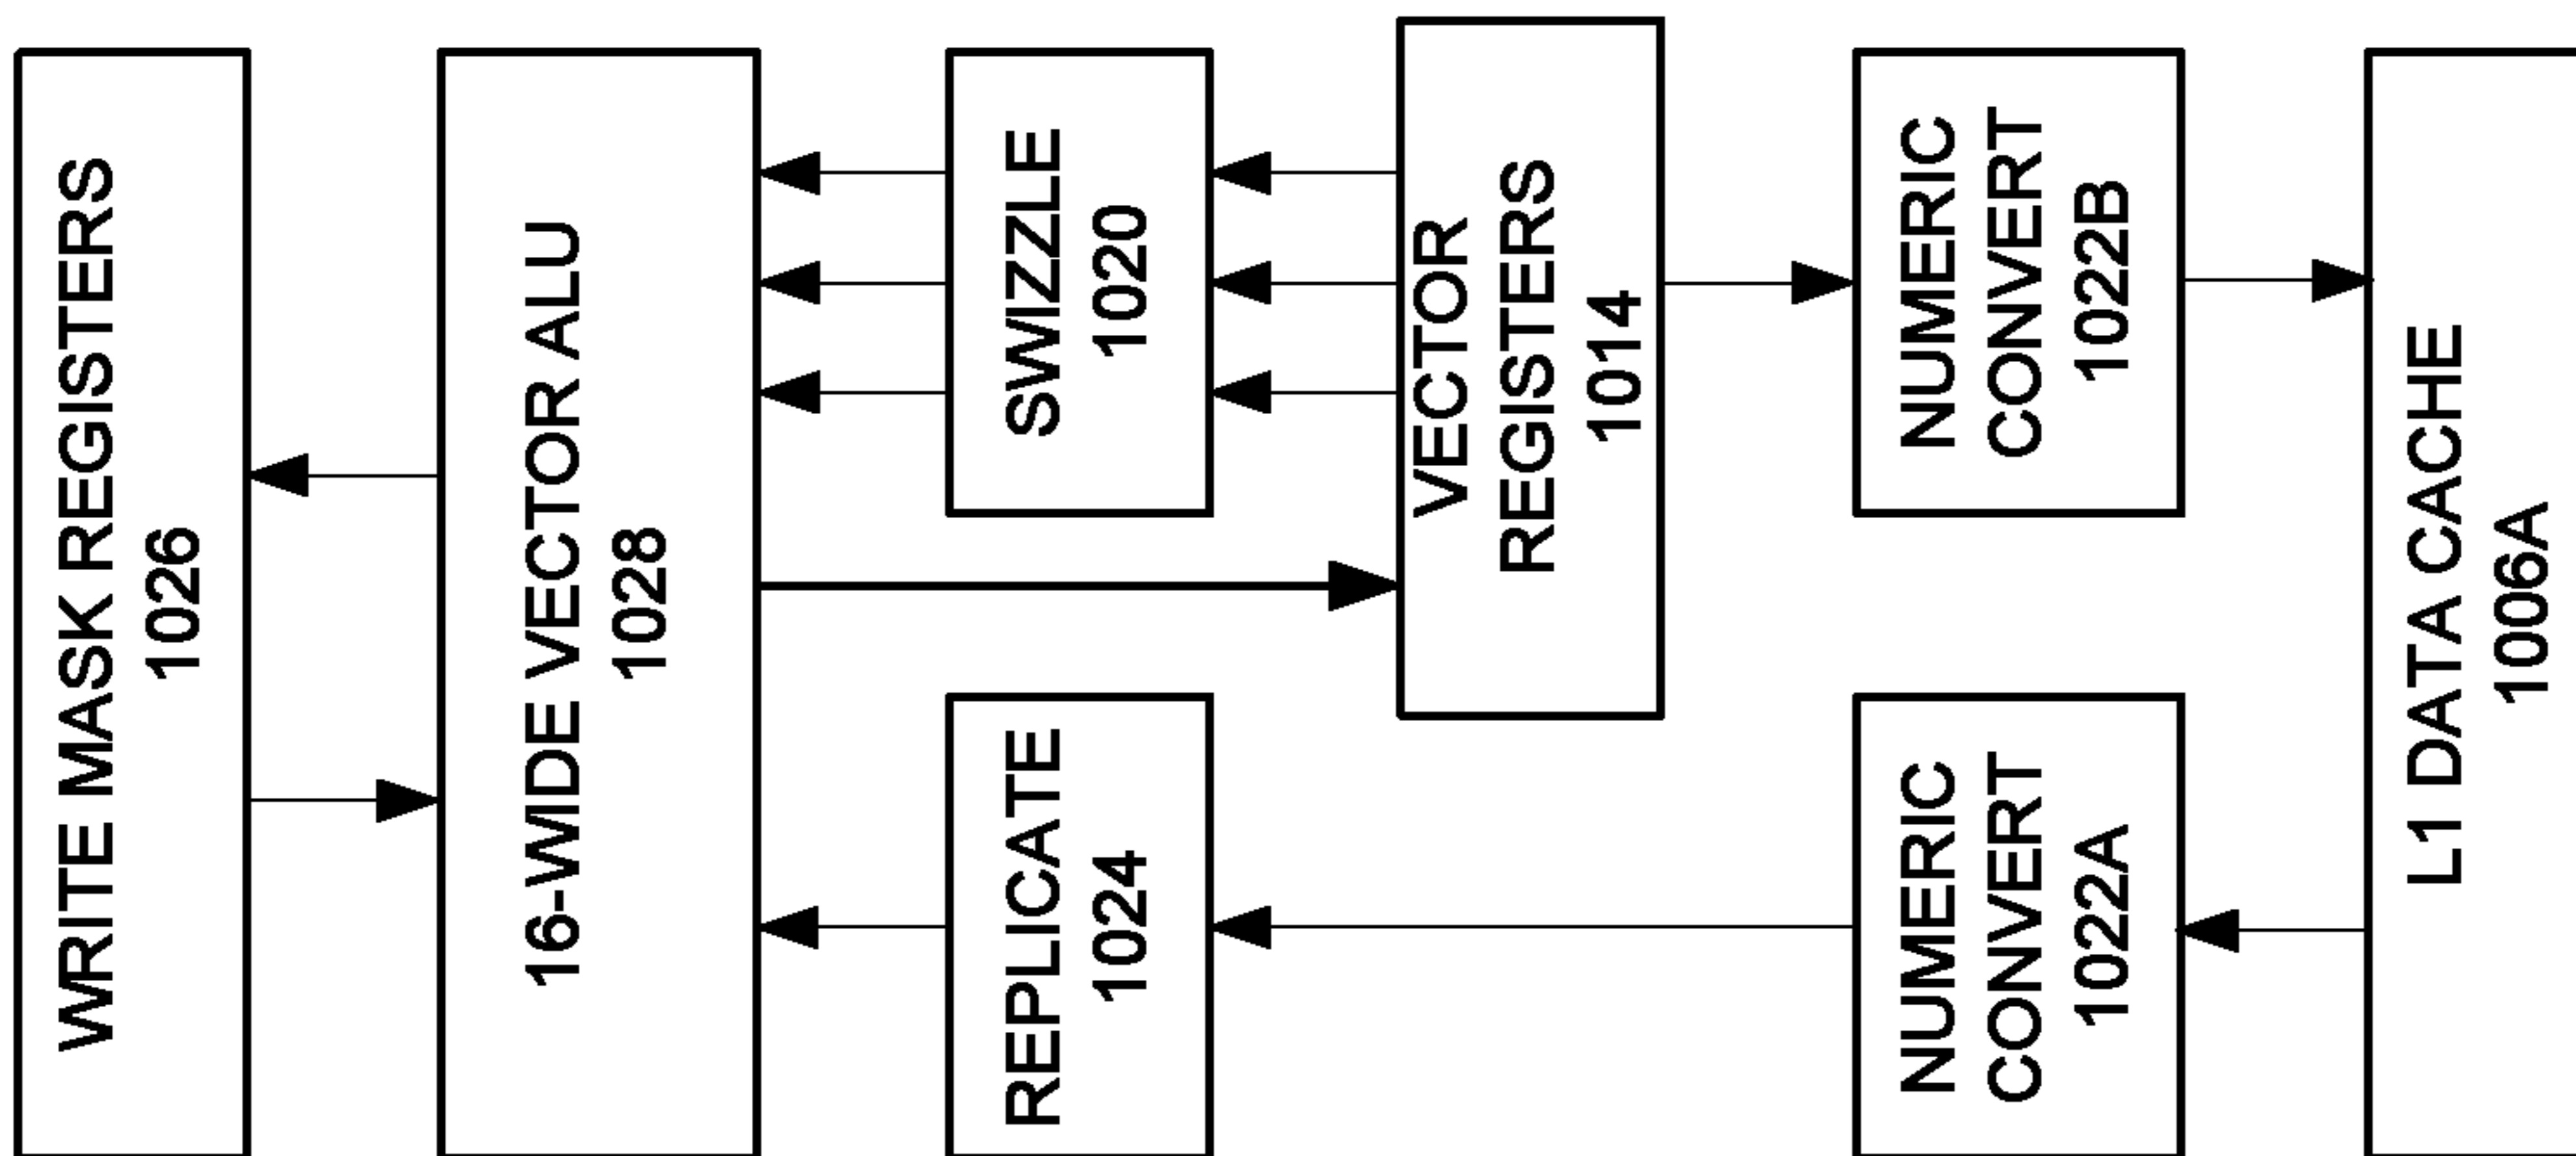 WRITE MASK REGISTERS
1026
16-WIDE VECTOR ALU
1028
REPLICATE
1024
SWIZZLE
1020
VECTOR
REGISTERS
1014
NUMERIC
CONVERT
1022A
NUMERIC
CONVERT
1022B
L1 DATA CACHE
1006A